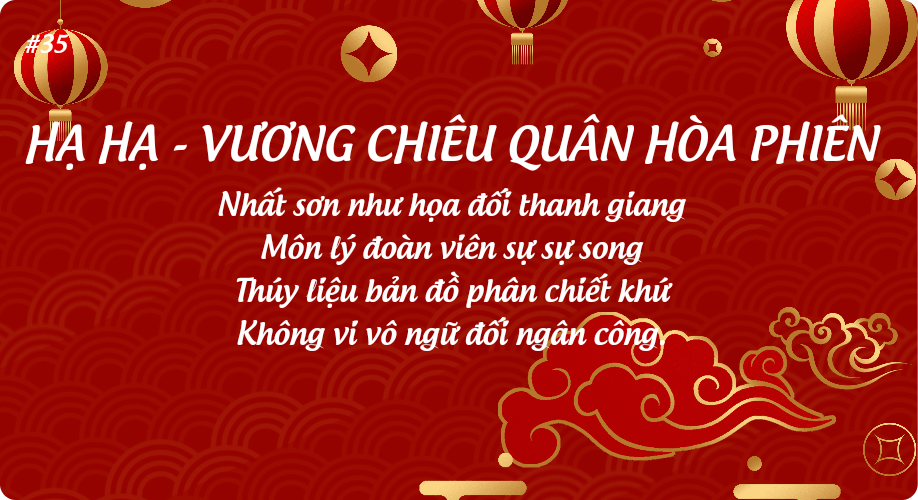 #35
HẠ HẠ - VƯƠNG CHIÊU QUÂN HÒA PHIÊN
Nhất sơn như họa đối thanh giang
Môn lý đoàn viên sự sự song
Thúy liệu bản đồ phân chiết khứ
Không vi vô ngữ đối ngân công.